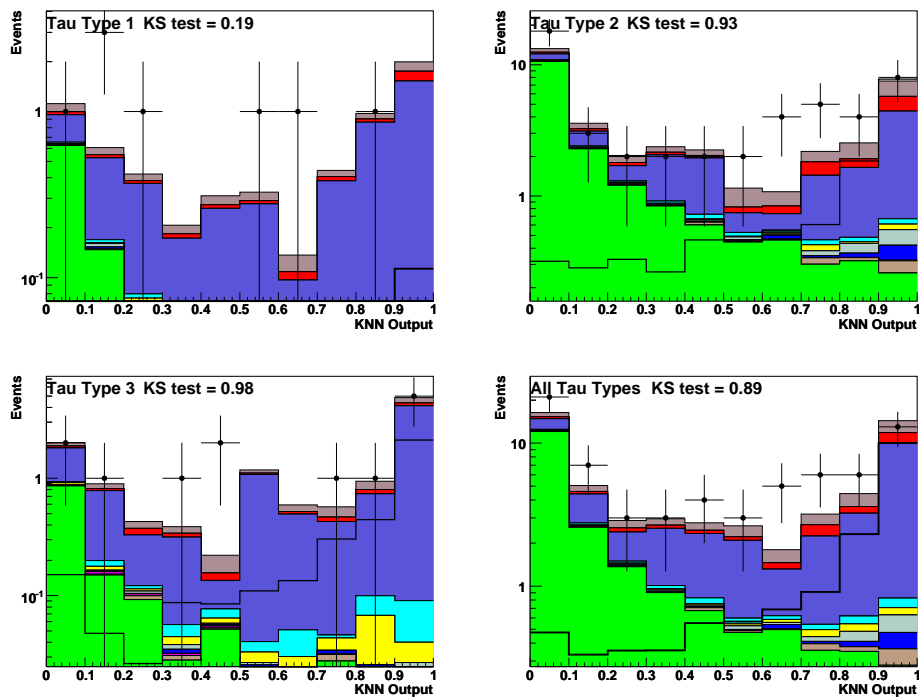 Tau Type 1 KS test = 0.19
Events
1
10-1
0 0.1 0.2 0.3 0.4 0.5 0.6 0.7 0.8 0.9 1
KNN Output
Tau Type 2 KS test = 0.93
Events
10
1
0 0.1 0.2 0.3 0.4 0.5 0.6 0.7 0.8 0.9 1
KNN Output
Tau Type 3 KS test = 0.98
Events
1
10-1
0 0.1 0.2 0.3 0.4 0.5 0.6 0.7 0.8 0.9 1
KNN Output
All Tau Types KS test = 0.89
Events
10
1
0 0.1 0.2 0.3 0.4 0.5 0.6 0.7 0.8 0.9 1
KNN Output